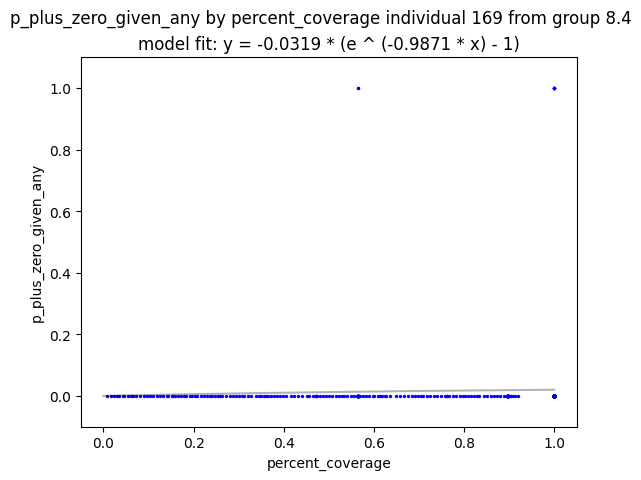 p_plus_zero_given_any by percent_coverage individual 169 from group 8.4
model fit: y = -0.0319 * (e ^ (-0.9871 * x) - 1)
1.0
0.8
0.6
0.4
0.2
0.0
p_plus_zero_given_any
0.0 0.2 0.4 0.6 0.8 1.0
percent_coverage